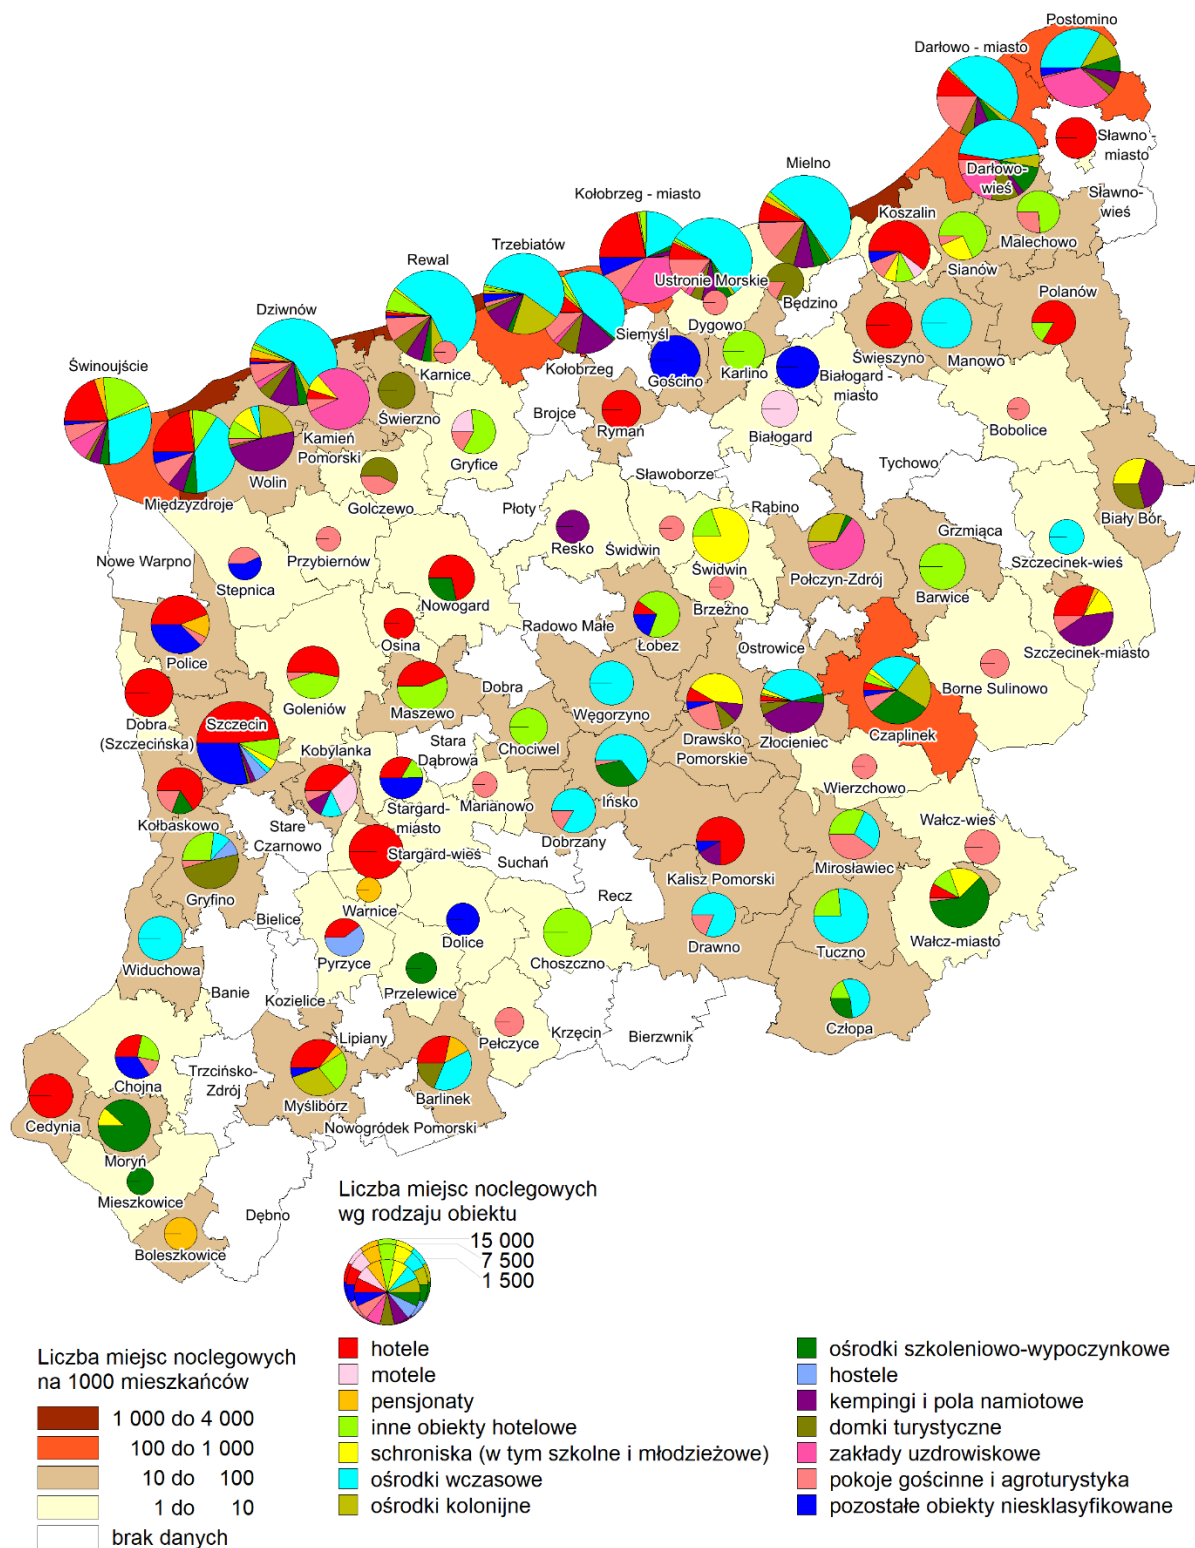 Postomino
Darłowo - miasto
Sławno -
miasto
Darłowo-
wieś
Sławno-
wieś
Mielno
Kołobrzeg - miasto
Koszalin
Malechowo
Sianów
Trzebiatów
Ustronie Morskie
Będzino
Rewal
Polanów
Dygowo
Dziwnów
Siemyśl
Świeszyno
Manowo
Świnoujście
Karnice
Kołobrzeg
Gościno
Karlino
Białogard -
miasto
Świerzno
Brojce
Kamień
Pomorski
Rymań
Białogard
Bobolice
Wolin
Gryfice
Tychowo
Międzyzdroje
Golczewo
Sławoborze
Płoty
Rąbino
Biały Bór
Grzmiąca
Nowe Warpno
Przybiernów
Resko
Świdwin
Świdwin
Szczecinek-wieś
Stepnica
Połczyn-Zdrój
Barwice
Nowogard
Brzeżno
Radowo Małe
Osina
Łobez
Ostrowice
Szczecinek-miasto
Police
Dobra
Borne Sulinowo
Dobra
(Szczecińska)
Goleniów
Maszewo
Węgorzyno
Szczecin
Chociwel
Drawsko
Pomorskie
Złocieniec
Czaplinek
Kobylanka
Stara
Dąbrowa
Wierzchowo
Ińsko
Kołbaskowo
Stargard-
miasto
Marianowo
Stare
Czarnowo
Dobrzany
Wałcz-wieś
Stargard-wieś
Suchań
Mirosławiec
Gryfino
Kalisz Pomorski
Warnice
Recz
Bielice
Dolice
Wałcz-miasto
Widuchowa
Pyrzyce
Choszczno
Drawno
Tuczno
Przelewice
Banie
Kozielice
Człopa
Lipiany
Pełczyce
Krzęcin
Bierzwnik
Trzcińsko-
Zdrój
Chojna
Cedynia
Myślibórz
Barlinek
Nowogródek Pomorski
Moryń
Mieszkowice
Dębno
Boleszkowice
Liczba miejsc noclegowych
wg rodzaju obiektu
15 000
7 500
1 500
Liczba miejsc noclegowych
na 1000 mieszkańców
1 000 do 4 000
100 do 1 000
10 do 100
1 do 10
brak danych
hotele
motele
pensjonaty
inne obiekty hotelowe
schroniska (w tym szkolne i młodzieżowe)
ośrodki wczasowe
ośrodki kolonijne
ośrodki szkoleniowo-wypoczynkowe
hostele
kempingi i pola namiotowe
domki turystyczne
zakłady uzdrowiskowe
pokoje gościnne i agroturystyka
pozostałe obiekty niesklasyfikowane